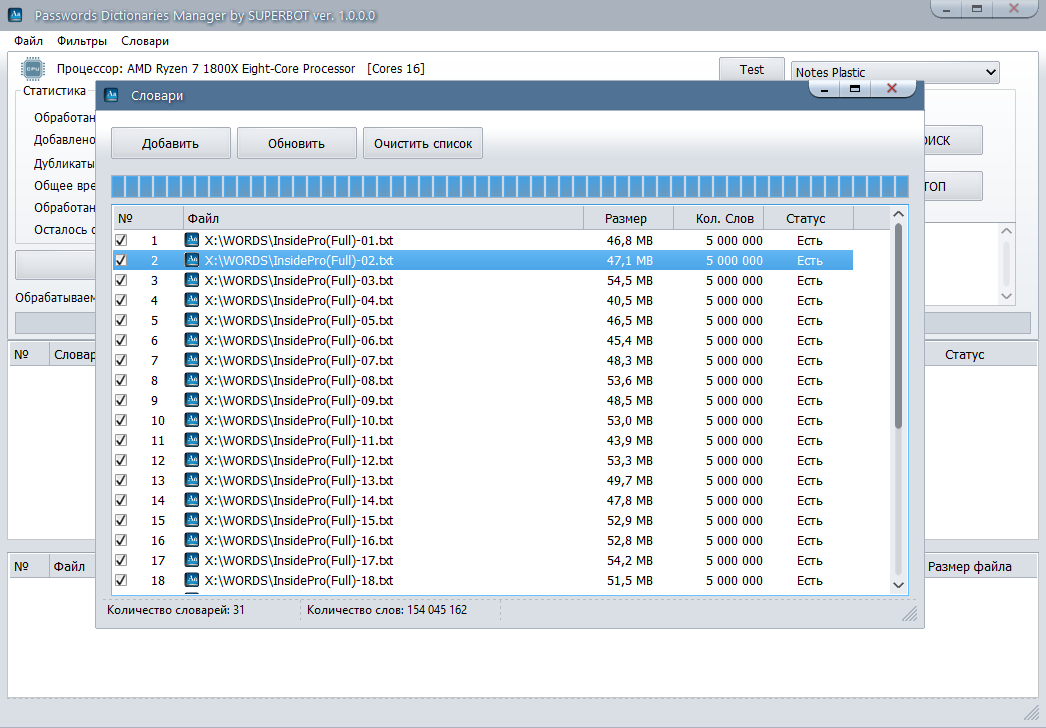 Passwords Dictionaries Manager by SUPERBOT ver. 1.0.0.0
Файл Фильтры Словари
CPU Процессор: AMD Ryzen 7 1800X Eight-Core Processor [Cores 16] Test Notes Plastic
Статистика
Словари
Добавить Обновить Очистить список
№ Файл Размер Кол. Слов Статус
1 X:\WORDS\InsidePro(Full)-01.txt 46,8 MB 5 000 000 Есть
2 X:\WORDS\InsidePro(Full)-02.txt 47,1 MB 5 000 000 Есть
3 X:\WORDS\InsidePro(Full)-03.txt 54,5 MB 5 000 000 Есть
4 X:\WORDS\InsidePro(Full)-04.txt 40,5 MB 5 000 000 Есть
5 X:\WORDS\InsidePro(Full)-05.txt 46,5 MB 5 000 000 Есть
6 X:\WORDS\InsidePro(Full)-06.txt 45,4 MB 5 000 000 Есть
7 X:\WORDS\InsidePro(Full)-07.txt 48,3 MB 5 000 000 Есть
8 X:\WORDS\InsidePro(Full)-08.txt 53,6 MB 5 000 000 Есть
9 X:\WORDS\InsidePro(Full)-09.txt 48,5 MB 5 000 000 Есть
10 X:\WORDS\InsidePro(Full)-10.txt 53,0 MB 5 000 000 Есть
11 X:\WORDS\InsidePro(Full)-11.txt 43,9 MB 5 000 000 Есть
12 X:\WORDS\InsidePro(Full)-12.txt 53,3 MB 5 000 000 Есть
13 X:\WORDS\InsidePro(Full)-13.txt 49,7 MB 5 000 000 Есть
14 X:\WORDS\InsidePro(Full)-14.txt 47,8 MB 5 000 000 Есть
15 X:\WORDS\InsidePro(Full)-15.txt 52,9 MB 5 000 000 Есть
16 X:\WORDS\InsidePro(Full)-16.txt 52,8 MB 5 000 000 Есть
17 X:\WORDS\InsidePro(Full)-17.txt 54,2 MB 5 000 000 Есть
18 X:\WORDS\InsidePro(Full)-18.txt 51,5 MB 5 000 000 Есть
Количество словарей: 31 Количество слов: 154 045 162
Обработан
Добавлено
Дубликаты
Общее вре
Обработан
Осталось с
Обрабатываем
ИСК
ТОП
№ Словар Статус
№ Файл Размер файла